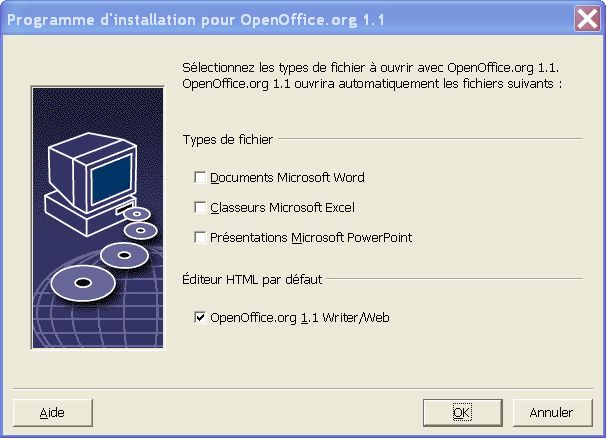 Programme d'installation pour OpenOffice.org 1.1
Sélectionnez les types de fichier à ouvrir avec OpenOffice.org 1.1.
OpenOffice.org 1.1 ouvrira automatiquement les fichiers suivants :
Types de fichier
Documents Microsoft Word
Classeurs Microsoft Excel
Présentations Microsoft PowerPoint
Éditeur HTML par défaut
OpenOffice.org 1.1 Writer/Web
Aide
OK
Annuler